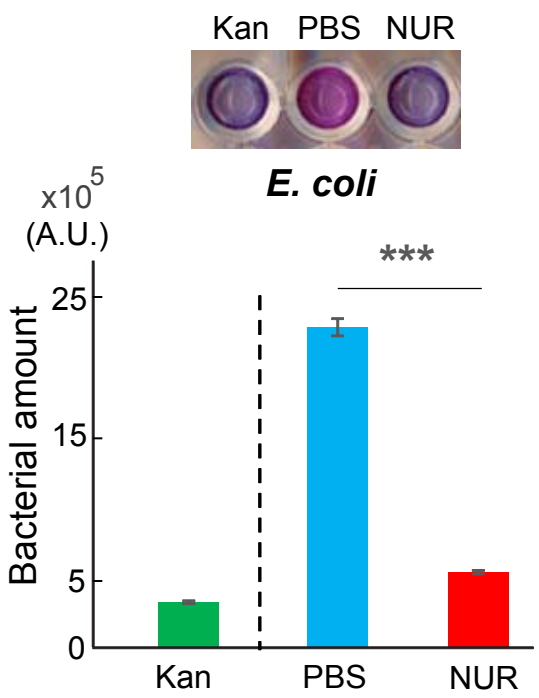 Kan PBS NUR
E. coli
x10^5
(A.U.)
***
Bacterial amount
25
15
5
0
Kan PBS NUR